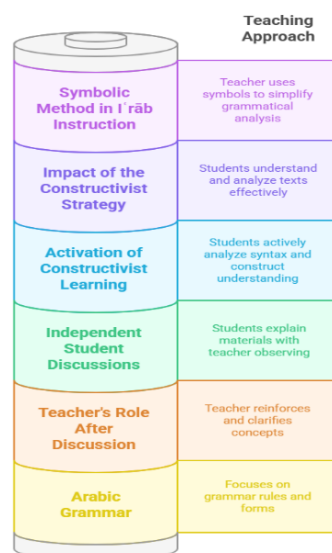 Teaching
Approach
Symbolic
Method in Iʿrāb
Instruction
Teacher uses
symbols to simplify
grammatical
analysis
Impact of the
Constructivist
Strategy
Students understand
and analyze texts
effectively
Activation of
Constructivist
Learning
Students actively
analyze syntax and
construct
understanding
Independent
Student
Discussions
Students explain
materials with
teacher observing
Teacher's Role
After
Discussion
Teacher reinforces
and clarifies
concepts
Arabic
Grammar
Focuses on
grammar rules and
forms